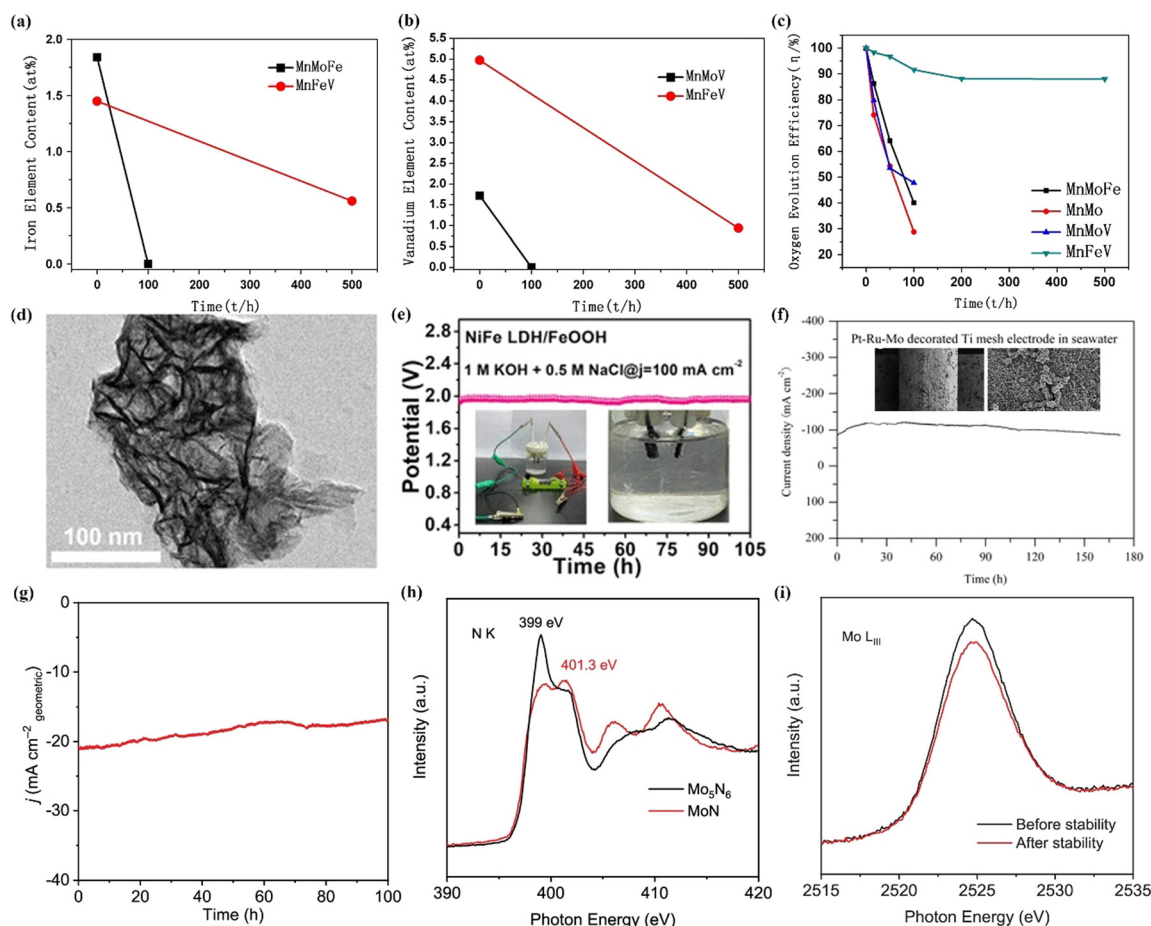 (a)
2.0
1.5
1.0
0.5
0.0
Iron Element Content(at%)
MnMoFe
MnFeV
0 100 200 300 400 500
Time(t/h)
(b)
5.5
5.0
4.5
4.0
3.5
3.0
2.5
2.0
1.5
1.0
0.5
0.0
Vanadium Element Content(at%)
MnMoV
MnFeV
0 100 200 300 400 500
Time(t/h)
(c)
100
90
80
70
60
50
40
30
20
Oxygen Evolution Efficiency(η/%)
MnMoFe
MnMo
MnMoV
MnFeV
0 100 200 300 400 500
Time(t/h)
(d)
100 nm
(e)
2.8
2.4
2.0
1.6
1.2
0.8
0.4
Potential (V)
NiFe LDH/FeOOH
1 M KOH + 0.5 M NaCl@j=100 mA cm⁻²
0 15 30 45 60 75 90 105
Time (h)
(f)
-400
-300
-200
-100
0
100
200
Current density (mA cm⁻²)
Pt-Ru-Mo decorated Ti mesh electrode in seawater
0 30 60 90 120 150 180
Time (h)
(g)
0
-10
-20
-30
-40
j (mA cm⁻² geometric)
0 20 40 60 80 100
Time (h)
(h)
Intensity (a.u.)
N K
399 eV
401.3 eV
Mo₅N₆
MoN
390 400 410 420
Photon Energy (eV)
(i)
Intensity (a.u.)
Mo LIII
Before stability
After stability
2515 2520 2525 2530 2535
Photon Energy (eV)